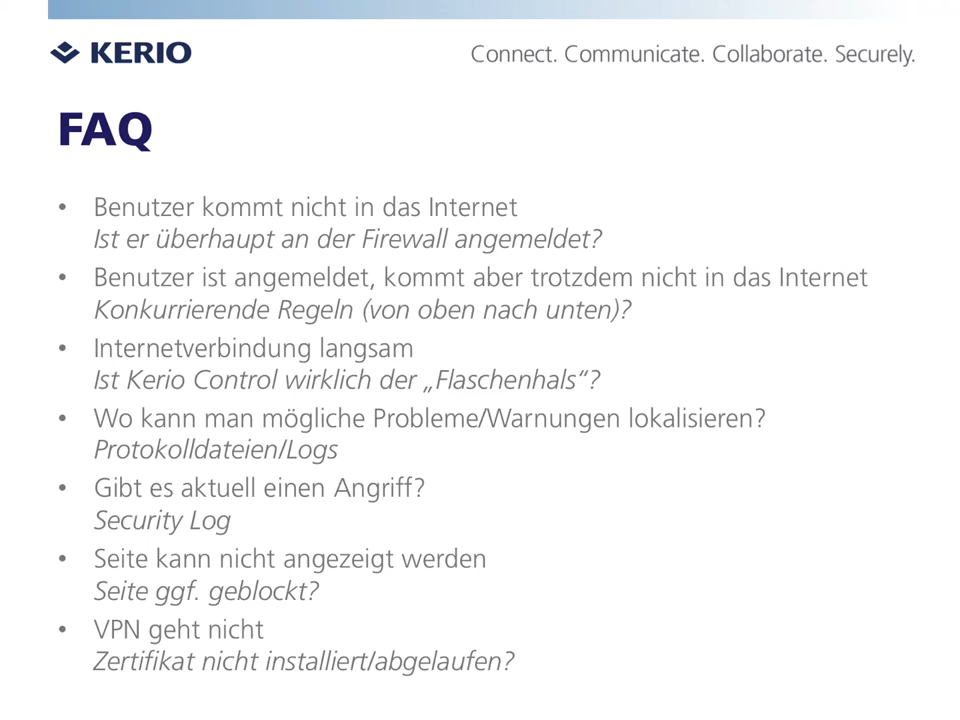 KERIO
Connect. Communicate. Collaborate. Securely.
FAQ
• Benutzer kommt nicht in das Internet
Ist er überhaupt an der Firewall angemeldet?
• Benutzer ist angemeldet, kommt aber trotzdem nicht in das Internet
Konkurrierende Regeln (von oben nach unten)?
• Internetverbindung langsam
Ist Kerio Control wirklich der „Flaschenhals“?
• Wo kann man mögliche Probleme/Warnungen lokalisieren?
Protokolldateien/Logs
• Gibt es aktuell einen Angriff?
Security Log
• Seite kann nicht angezeigt werden
Seite ggf. geblockt?
• VPN geht nicht
Zertifikat nicht installiert/abgelaufen?